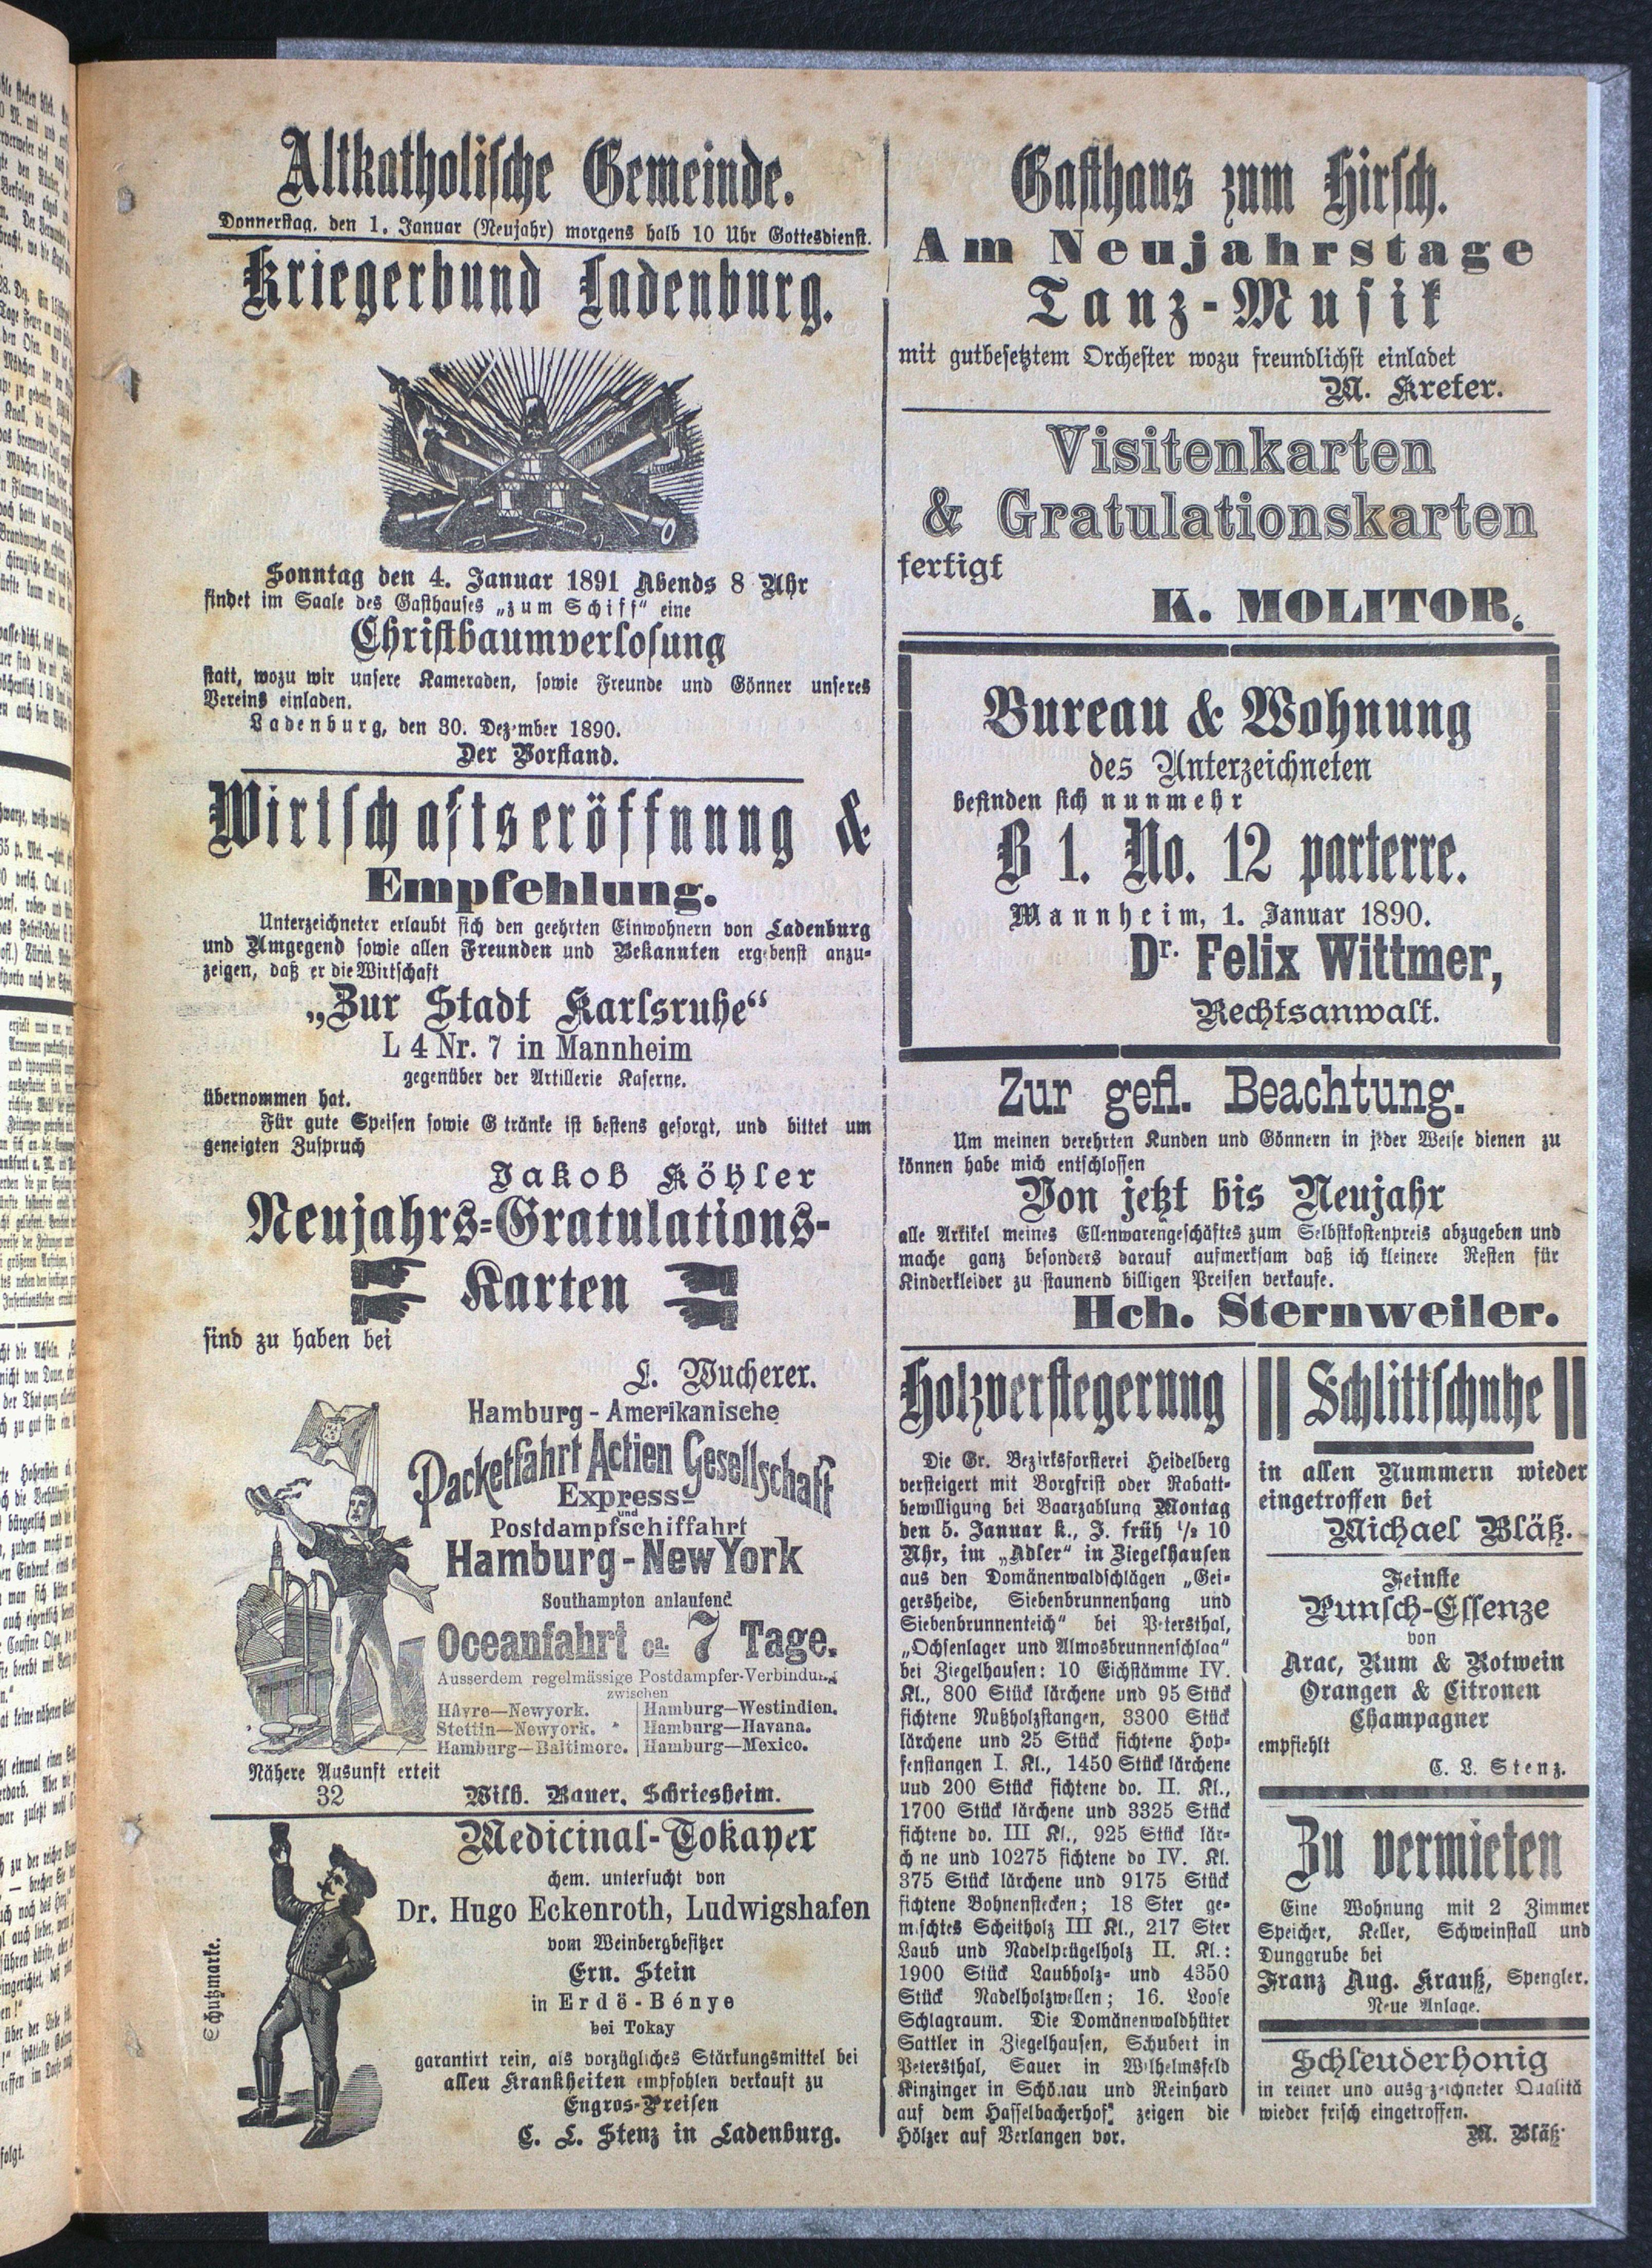 Altkatholische Gemeinde.
Donnerstag, den 1. Januar (Neujahr) morgens halb 10 Uhr Gottesdienst.
Kriegerbund Ladenburg.
Sonntag den 4. Januar 1891 Abends 8 Uhr
findet im Saale des Gasthauses „zum Schiff“ eine
Christbaumverlosung
statt, wozu wir unsere Kameraden, sowie Freunde und Gönner unseres
Vereins einladen.
Ladenburg, den 30. Dezember 1890.
Der Vorstand.
Wirtschaftseröffnung &
Empfehlung.
Unterzeichneter erlaubt sich den geehrten Einwohnern von Ladenburg
und Umgegend sowie allen Freunden und Bekannten ergebenst anzu-
zeigen, daß er die Wirtschaft
„Zur Stadt Karlsruhe“
L 4 Nr. 7 in Mannheim
gegenüber der Artillerie Kaserne.
übernommen hat.
Für gute Speisen sowie G tränke ist bestens gesorgt, und bittet um
geneigten Zuspruch
Jakob Köhler
Neujahrs-Gratulations-
Karten
sind zu haben bei
L. Wucherer.
Hamburg-Amerikanische
Packetfahrt Actien Gesellschaft
Express-
und
Postdampfschiffahrt
Hamburg-New York
Southampton anlaufend
Oceanfahrt ca. 7 Tage.
Ausserdem regelmässige Postdampfer-Verbindung
zwischen
Hâvre—Newyork. Hamburg—Westindien.
Stettin—Newyork. Hamburg—Havana.
Hamburg—Baltimore. Hamburg—Mexico.
Nähere Ausunft erteit
32 Wilh. Bauer, Schriesheim.
Schutzmarke.
Medicinal-Tokayer
chem. untersucht von
Dr. Hugo Eckenroth, Ludwigshafen
vom Weinbergbesitzer
Ern. Stein
in Erdö-Bénye
bei Tokay
garantirt rein, als vorzügliches Stärkungsmittel bei
allen Krankheiten empfohlen verkauft zu
Engros-Preisen
C. L. Stenz in Ladenburg.
Gasthaus zum Hirsch.
Am Neujahrstage
Tanz-Musik
mit gutbesetztem Orchester wozu freundlichst einladet
M. Kreter.
Visitenkarten
& Gratulationskarten
fertigt
K. MOLITOR.
Bureau & Wohnung
des Unterzeichneten
befinden sich nunmehr
B 1. No. 12 parterre.
Mannheim, 1. Januar 1890.
Dr. Felix Wittmer,
Rechtsanwalt.
Zur gefl. Beachtung.
Um meinen verehrten Kunden und Gönnern in jeder Weise dienen zu
können habe mich entschlossen
Von jetzt bis Neujahr
alle Artikel meines Ellenwarengeschäftes zum Selbstkostenpreis abzugeben und
mache ganz besonders darauf aufmerksam daß ich kleinere Resten für
Kinderkleider zu staunend billigen Preisen verkaufe.
Hch. Sternweiler.
Holzversteigerung
Die Gr. Bezirksforsterei Heidelberg
versteigert mit Borgfrist oder Rabatt-
bewilligung bei Baarzahlung Montag
den 5. Januar k., J. früh ½ 10
Uhr, im „Adler“ in Ziegelhausen
aus den Domänenwaldschlägen „Gei-
gersheide, Siebenbrunnenhang und
Siebenbrunnenteich“ bei Petersthal,
„Ochsenlager und Almosbrunnenschlag“
bei Ziegelhausen: 10 Eichstämme IV.
Kl., 800 Stück lärchene und 95 Stück
fichtene Nußholzstangen, 3300 Stück
lärchene und 25 Stück fichtene Hop-
fenstangen I. Kl., 1450 Stück lärchene
und 200 Stück fichtene do. II. Kl.,
1700 Stück lärchene und 3325 Stück
fichtene do. III Kl., 925 Stück lär-
ch ne und 10275 fichtene do IV. Kl.
375 Stück lärchene und 9175 Stück
fichtene Bohnenstecken; 18 Ster ge-
mischtes Scheitholz III Kl., 217 Ster
Laub und Nadelprügelholz II. Kl.:
1900 Stück Laubholz- und 4350
Stück Nadelholzwellen; 16. Loose
Schlagraum. Die Domänenwaldhüter
Sattler in Ziegelhausen, Schubert in
Petersthal, Sauer in Wilhelmsfeld
Kinzinger in Schönau und Reinhard
auf dem Hasselbacherhof zeigen die
Hölzer auf Verlangen vor.
Schlittschuhe
in allen Nummern wieder
eingetroffen bei
Michael Bläß.
Feinste
Punsch-Essenze
von
Arac, Rum & Rotwein
Orangen & Citronen
Champagner
empfiehlt
C. L. Stenz.
Zu vermieten
Eine Wohnung mit 2 Zimmer
Speicher, Keller, Schweinstall und
Dunggrube bei
Franz Aug. Krauß, Spengler.
Neue Anlage.
Schleuderhonig
in reiner und ausgezeichneter Qualitä
wieder frisch eingetroffen.
M. Bläß